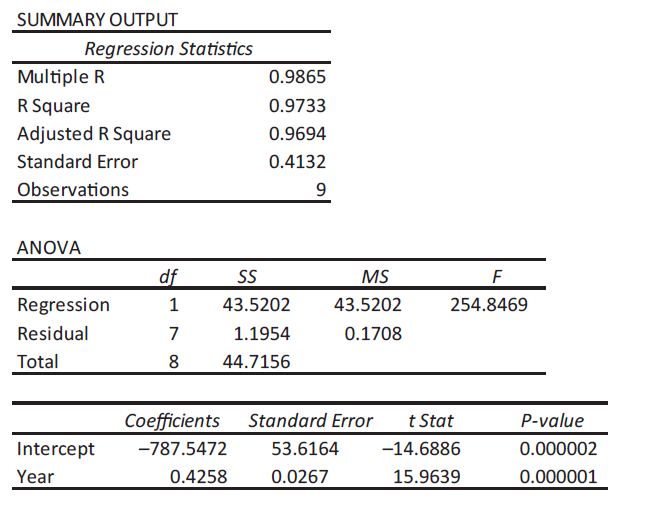 SUMMARY OUTPUT
Regression Statistics
Multiple R 0.9865
R Square 0.9733
Adjusted R Square 0.9694
Standard Error 0.4132
Observations 9
ANOVA
df SS MS F
Regression 1 43.5202 43.5202 254.8469
Residual 7 1.1954 0.1708
Total 8 44.7156
Coefficients Standard Error t Stat P-value
Intercept –787.5472 53.6164 –14.6886 0.000002
Year 0.4258 0.0267 15.9639 0.000001